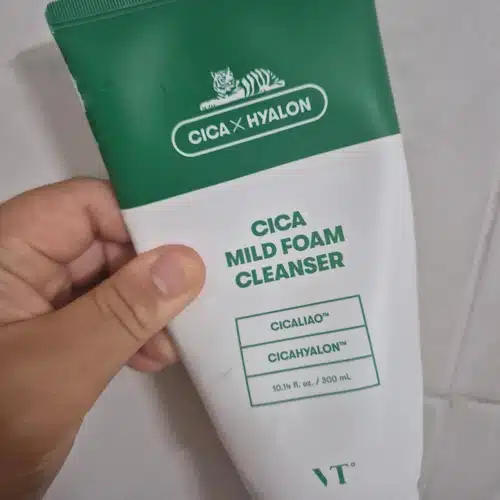 CICA×HYALON
CICA
MILD FOAM
CLEANSER
CICALIAO™
CICAHYALON™
10.14 fl. oz. / 300 mL
VT°